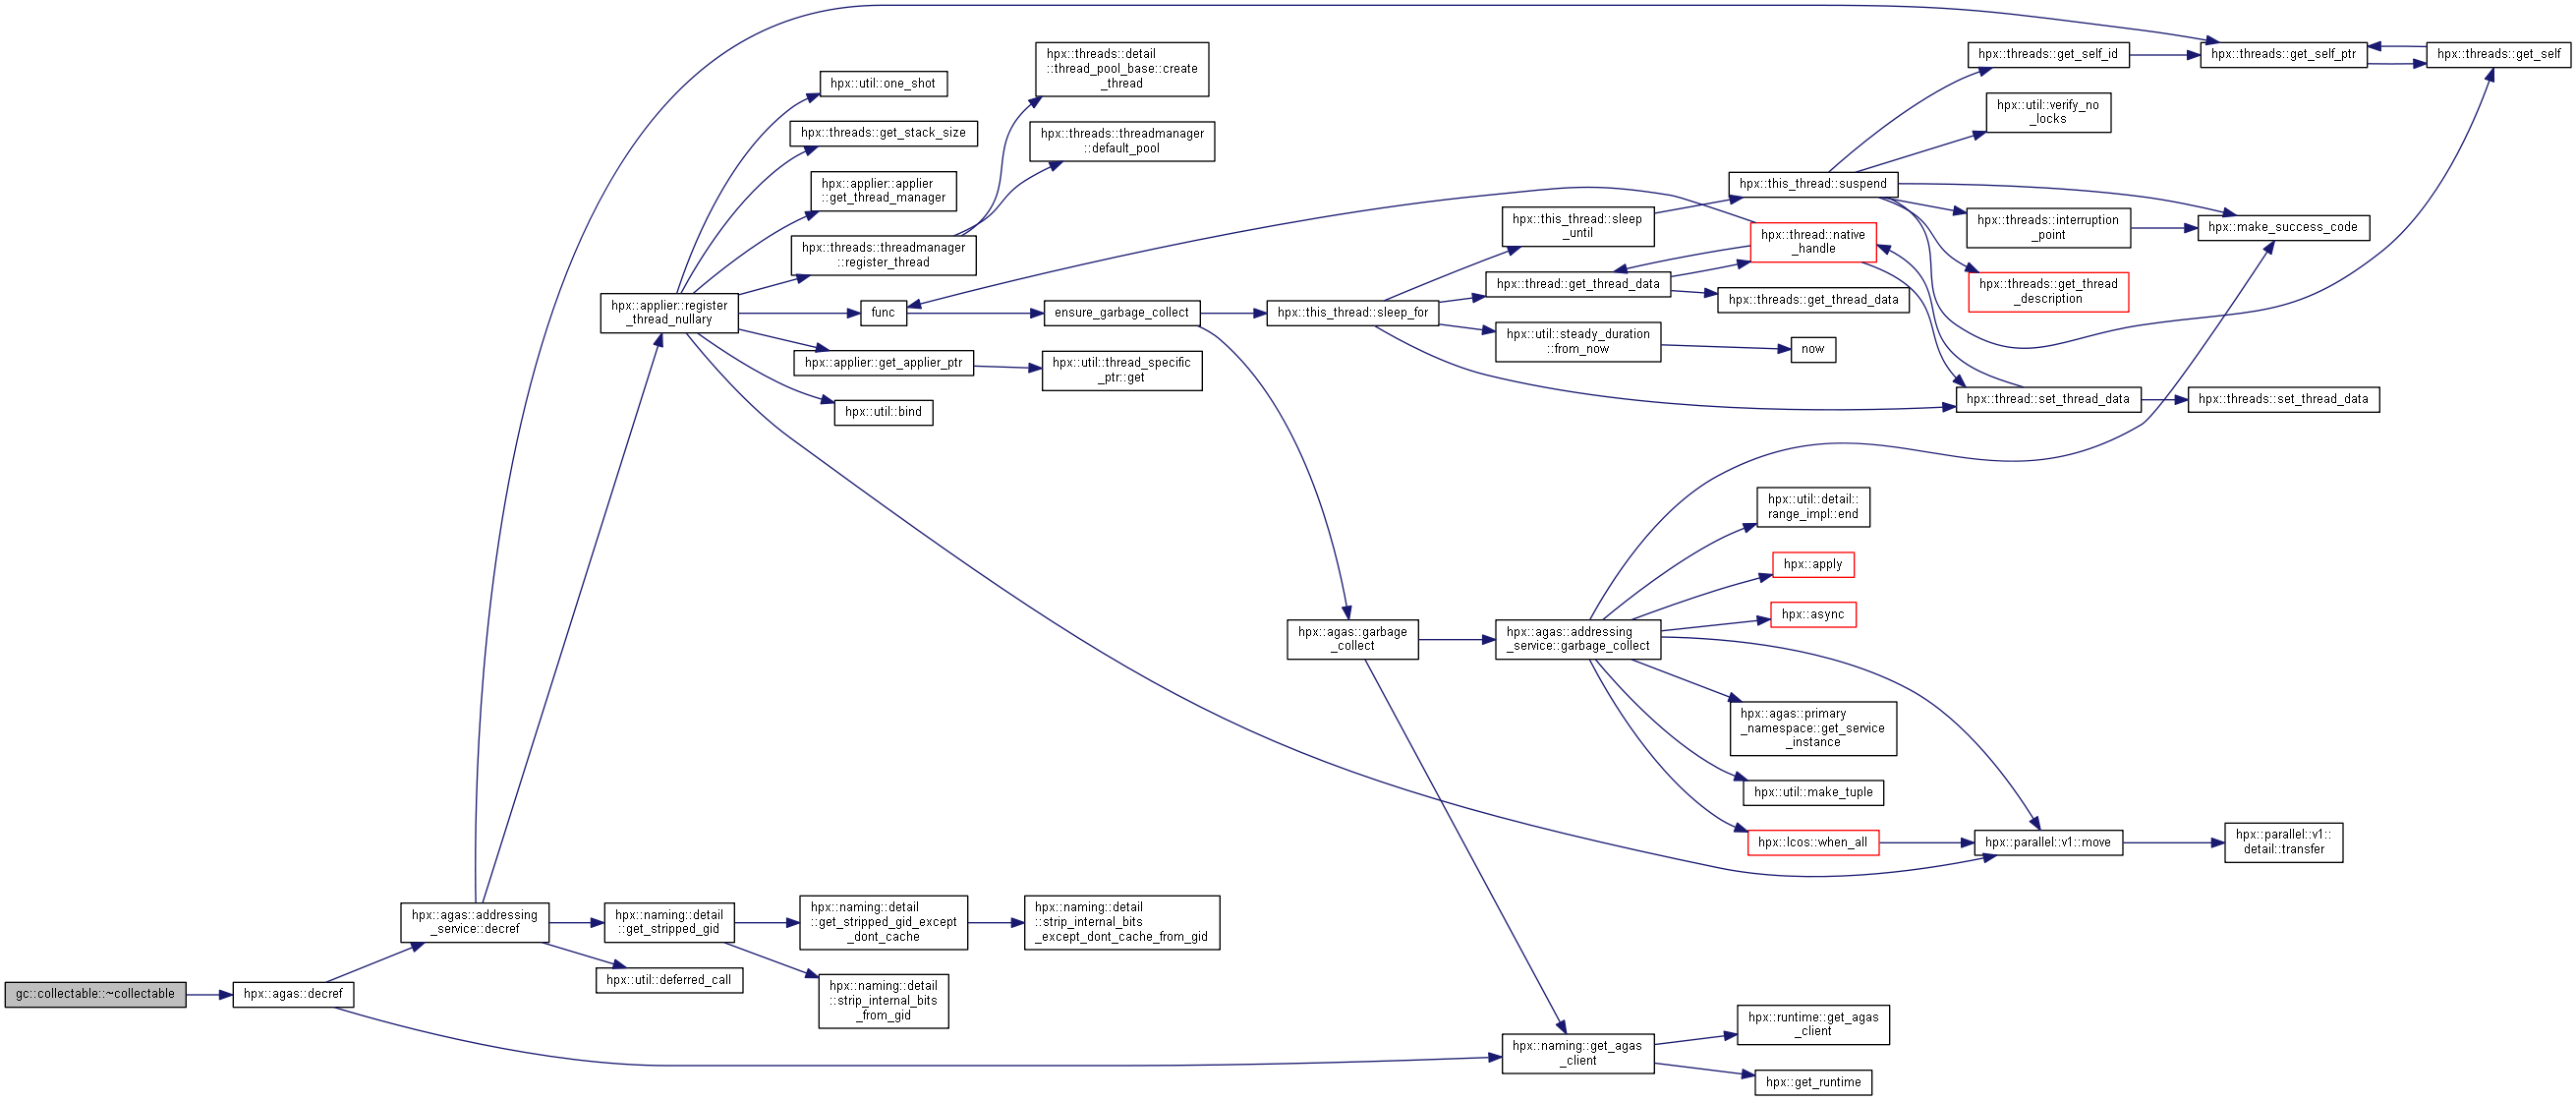 gc::collectable::~collectable
hpx::agas::decref
hpx::agas::addressing
_service::decref
hpx::applier::register
_thread_nullary
hpx::naming::detail
::get_stripped_gid
hpx::util::deferred_call
hpx::util::one_shot
hpx::threads::get_stack_size
hpx::applier::applier
::get_thread_manager
hpx::threads::threadmanager
::register_thread
func
hpx::applier::get_applier_ptr
hpx::util::bind
hpx::naming::detail
::get_stripped_gid_except
_dont_cache
hpx::naming::detail
::strip_internal_bits
_from_gid
hpx::threads::detail
::thread_pool_base::create
_thread
hpx::threads::threadmanager
::default_pool
ensure_garbage_collect
hpx::util::thread_specific
_ptr::get
hpx::naming::detail
::strip_internal_bits
_except_dont_cache_from_gid
hpx::this_thread::sleep_for
hpx::agas::garbage
_collect
hpx::this_thread::sleep
_until
hpx::thread::get_thread_data
hpx::util::steady_duration
::from_now
hpx::agas::addressing
_service::garbage_collect
hpx::naming::get_agas
_client
hpx::this_thread::suspend
hpx::thread::native
_handle
hpx::threads::get_thread_data
now
hpx::util::detail::
range_impl::end
hpx::apply
hpx::async
hpx::agas::primary
_namespace::get_service
_instance
hpx::util::make_tuple
hpx::lcos::when_all
hpx::runtime::get_agas
_client
hpx::get_runtime
hpx::threads::get_self_id
hpx::util::verify_no
_locks
hpx::threads::interruption
_point
hpx::threads::get_thread
_description
hpx::thread::set_thread_data
hpx::parallel::v1::move
hpx::threads::get_self_ptr
hpx::make_success_code
hpx::threads::set_thread_data
hpx::parallel::v1::
detail::transfer
hpx::threads::get_self